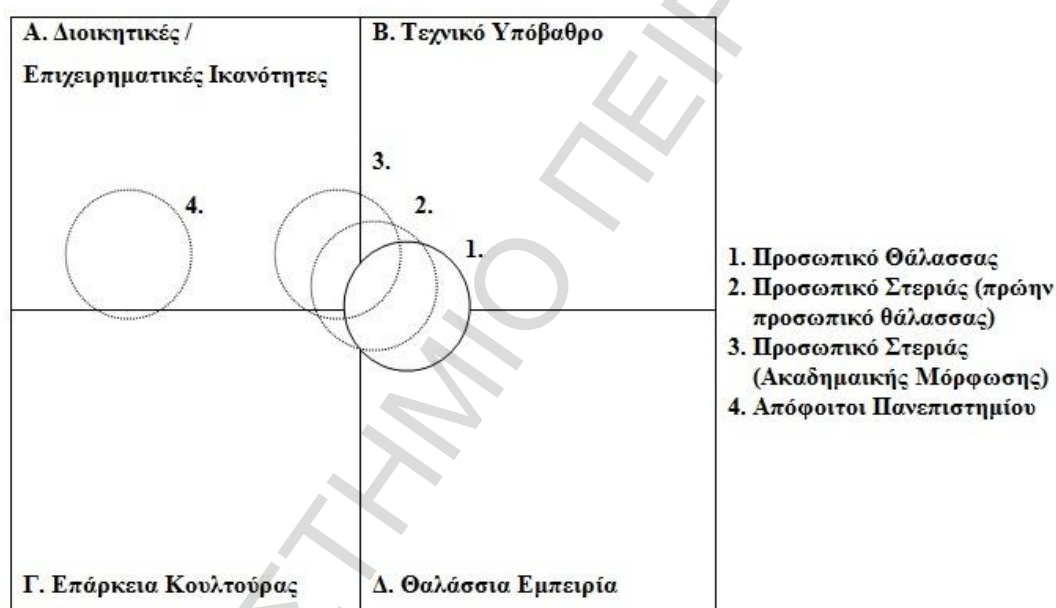 Α. Διοικητικές /
Επιχειρηματικές Ικανότητες
Β. Τεχνικό Υπόβαθρο
3.
4.
2.
1.
1. Προσωπικό Θάλασσας
2. Προσωπικό Στεριάς (πρώην
προσωπικό θάλασσας)
3. Προσωπικό Στεριάς
(Ακαδημαικής Μόρφωσης)
4. Απόφοιτοι Πανεπιστημίου
Γ. Επάρκεια Κουλτούρας
Δ. Θαλάσσια Εμπειρία